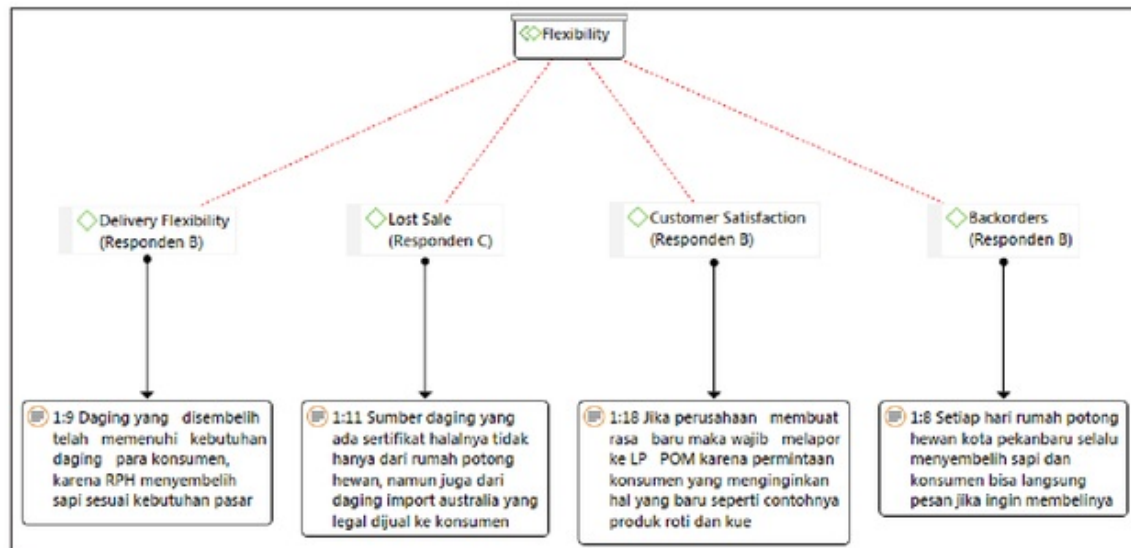 Flexibility
Delivery Flexibility
(Responden B)
Lost Sale
(Responden C)
Customer Satisfaction
(Responden B)
Backorders
(Responden B)
1:9 Daging yang disembelih
telah memenuhi kebutuhan
daging para konsumen,
karena RPH menyembelih
sapi sesuai kebutuhan pasar
1:11 Sumber daging yang
ada sertifikat halalnya tidak
hanya dari rumah potong
hewan, namun juga dari
daging import australia yang
legal dijual ke konsumen
1:18 Jika perusahaan membuat
rasa baru maka wajib melapor
ke LP POM karena permintaan
konsumen yang menginginkan
hal yang baru seperti contohnya
produk roti dan kue
1:8 Setiap hari rumah potong
hewan kota pekanbaru selalu
menyembelih sapi dan
konsumen bisa langsung
pesan jika ingin membelinya